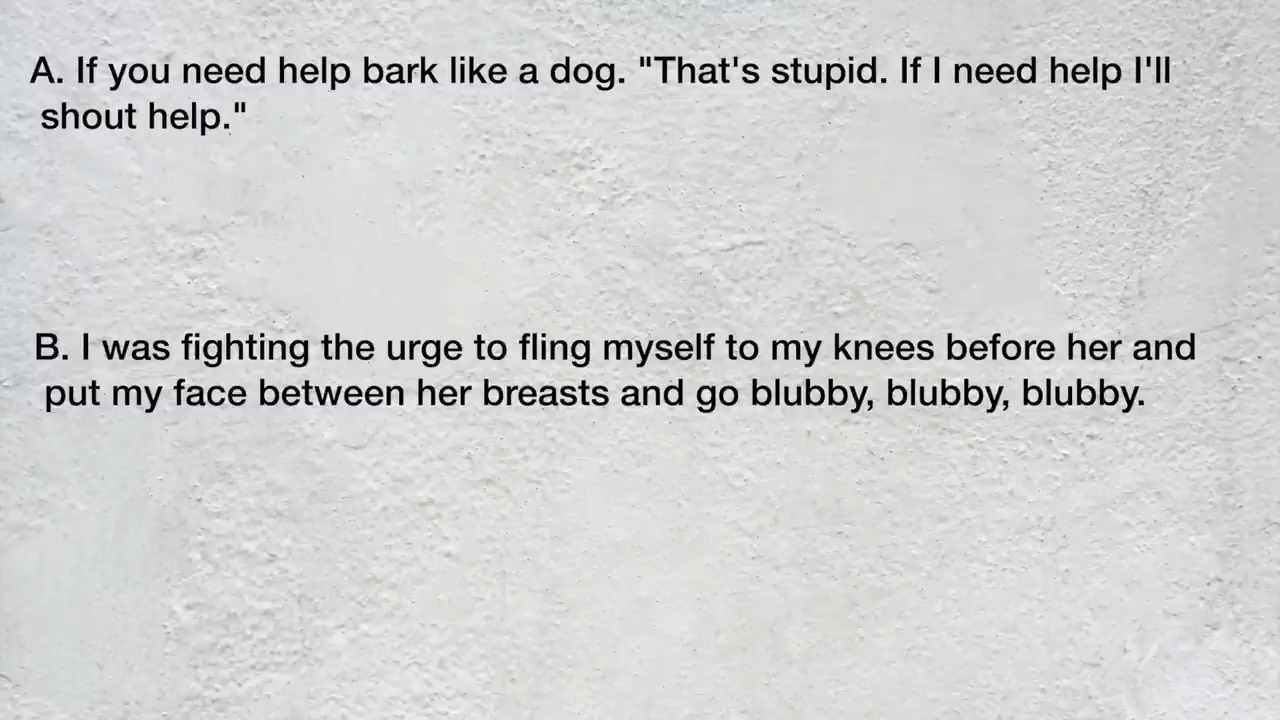 A. If you need help bark like a dog. "That's stupid. If I need help I'll
shout help."
B. I was fighting the urge to fling myself to my knees before her and
put my face between her breasts and go blubby, blubby, blubby.